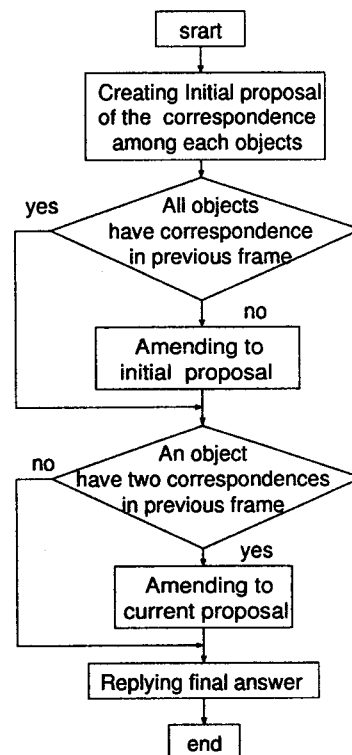 srart
Creating Initial proposal
of the correspondence
among each objects
yes
All objects
have correspondence
in previous frame
no
Amending to
initial proposal
no
An object
have two correspondences
in previous frame
yes
Amending to
current proposal
Replying final answer
end